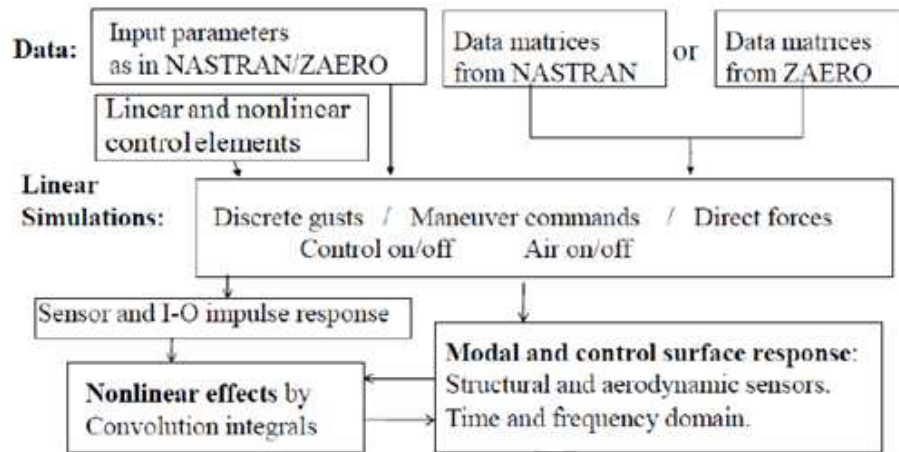 Data:
Input parameters
as in NASTRAN/ZAERO
Data matrices
from NASTRAN
or
Data matrices
from ZAERO
Linear and nonlinear
control elements
Linear
Simulations:
Discrete gusts / Maneuver commands / Direct forces
Control on/off Air on/off
Sensor and I-O impulse response
Nonlinear effects by
Convolution integrals
Modal and control surface response:
Structural and aerodynamic sensors.
Time and frequency domain.